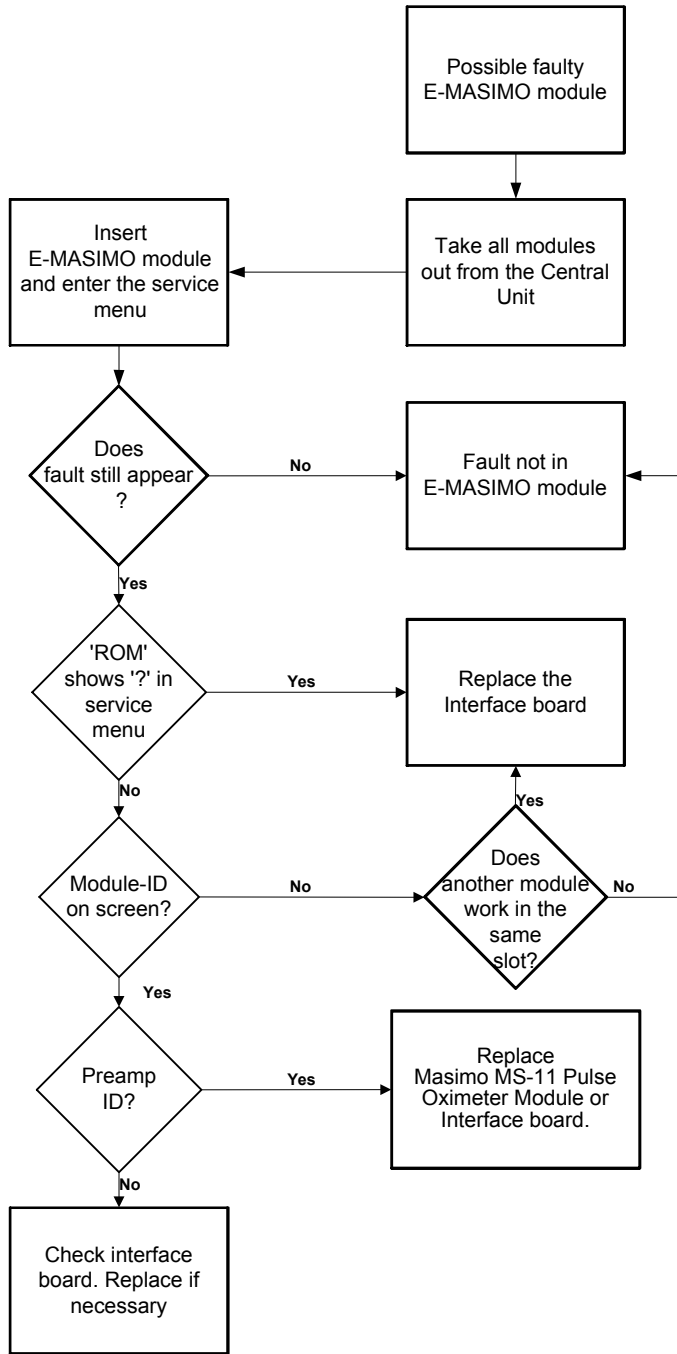 Possible faulty
E-MASIMO module
Take all modules
out from the Central
Unit
Insert
E-MASIMO module
and enter the service
menu
Does
fault still appear
?
No
Fault not in
E-MASIMO module
Yes
'ROM'
shows '?' in
service
menu
Yes
Replace the
Interface board
No
Yes
Module-ID
on screen?
No
Does
another module
work in the
same
slot?
No
Yes
Preamp
ID?
Yes
Replace
Masimo MS-11 Pulse
Oximeter Module or
Interface board.
No
Check interface
board. Replace if
necessary